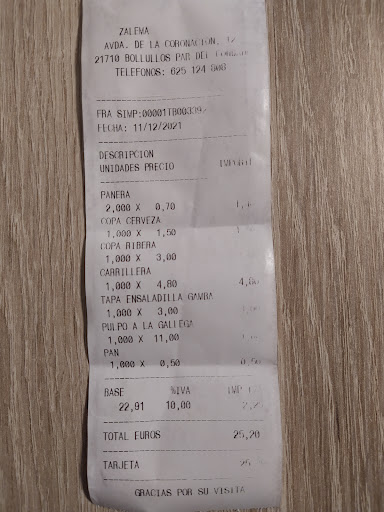 ZALEMA
AVDA. DE LA CORONACION, 12
21710 BOLLULLOS PAR DEL
TELEFONOS: 625 124 808
FRA SIMP:
FECHA: 11/12/2021
DESCRIPCION
UNIDADES PRECIO IMPORT
PANERA
2,000 X 0,70
COPA CERVEZA
1,000 X 1,50
COPA RIBERA
1,000 X 3,00
CARRILLERA
1,000 X 4,80 4,80
TAPA ENSALADILLA GAMBA
1,000 X 3,00
PULPO A LA GALLEGA
1,000 X 11,00
PAN
1,000 X 0,50 0,50
BASE %IVA IMP
22,91 10,00
TOTAL EUROS 25,20
TARJETA
GRACIAS POR SU VISITA